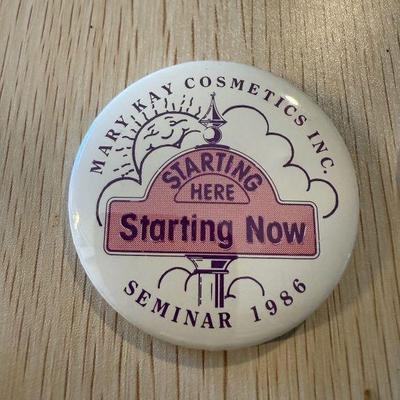 MARY KAY COSMETICS INC.
STARTING
HERE
Starting Now
SEMINAR 1986